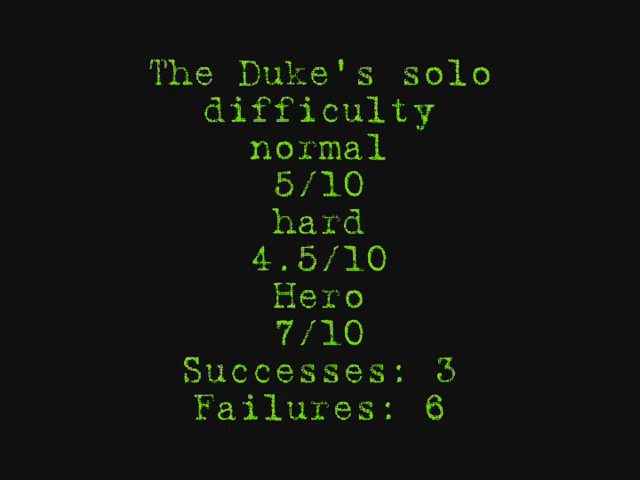 The Duke's solo
difficulty
normal
5/10
hard
4.5/10
Hero
7/10
Successes: 3
Failures: 6